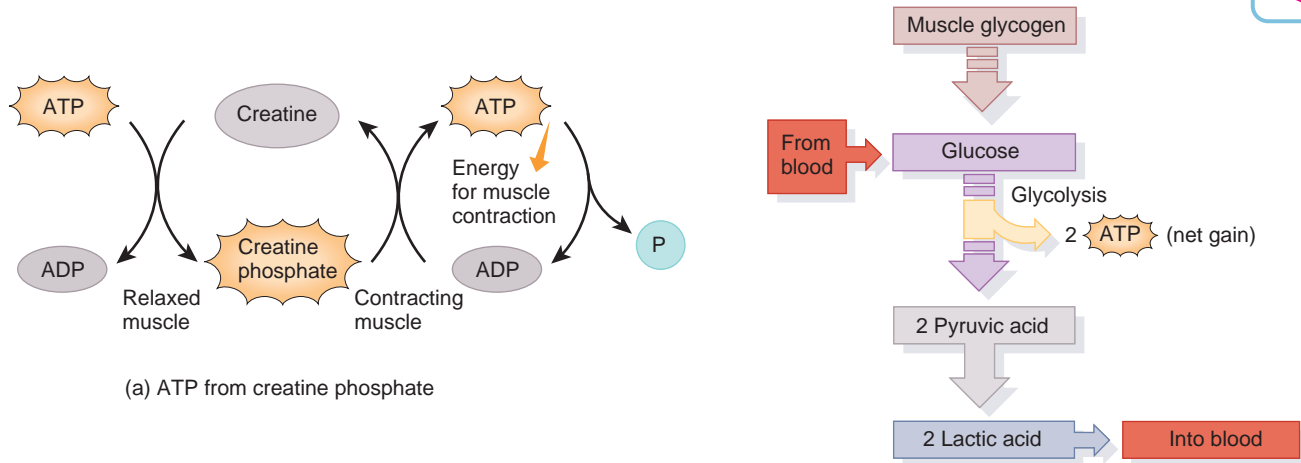 ATP
Creatine
ATP
Energy
for muscle
contraction
ADP
Creatine
phosphate
ADP
P
Relaxed
muscle
Contracting
muscle
(a) ATP from creatine phosphate
Muscle glycogen
From
blood
Glucose
Glycolysis
2 ATP (net gain)
2 Pyruvic acid
2 Lactic acid
Into blood